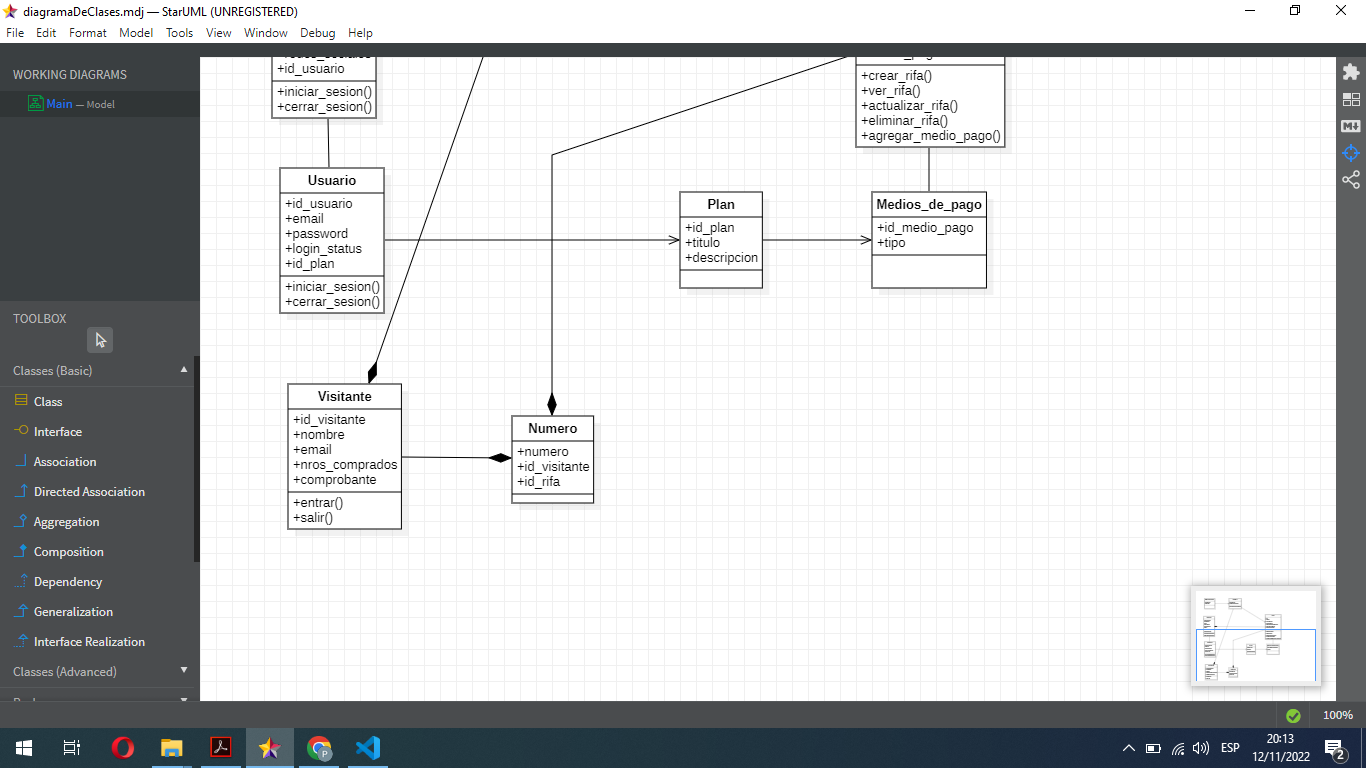 diagramaDeClases.mdj — StarUML (UNREGISTERED)
File Edit Format Model Tools View Window Debug Help
WORKING DIAGRAMS
Main — Model
TOOLBOX
Classes (Basic)
Class
Interface
Association
Directed Association
Aggregation
Composition
Dependency
Generalization
Interface Realization
Classes (Advanced)
+id_usuario
+iniciar_sesion()
+cerrar_sesion()
Usuario
+id_usuario
+email
+password
+login_status
+id_plan
+iniciar_sesion()
+cerrar_sesion()
+crear_rifa()
+ver_rifa()
+actualizar_rifa()
+eliminar_rifa()
+agregar_medio_pago()
Plan
+id_plan
+titulo
+descripcion
Medios_de_pago
+id_medio_pago
+tipo
Visitante
+id_visitante
+nombre
+email
+nros_comprados
+comprobante
+entrar()
+salir()
Numero
+numero
+id_visitante
+id_rifa
M
100%
P
ESP
20:13
12/11/2022
2